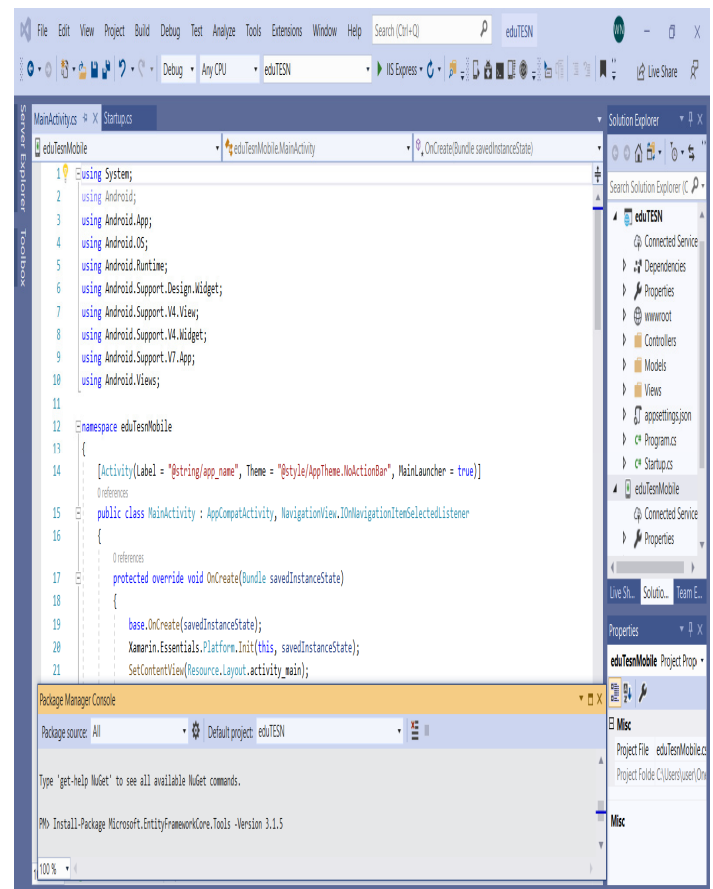 File Edit View Project Build Debug Test Analyze Tools Extensions Window Help Search (Ctrl+Q) eduTESN WN
Debug Any CPU eduTESN IIS Express Live Share
Server Explorer
Toolbox
MainActivity.cs Startup.cs
eduTesnMobile eduTesnMobile.MainActivity OnCreate(Bundle savedInstanceState)
1 using System;
2 using Android;
3 using Android.App;
4 using Android.OS;
5 using Android.Runtime;
6 using Android.Support.Design.Widget;
7 using Android.Support.V4.View;
8 using Android.Support.V4.Widget;
9 using Android.Support.V7.App;
10 using Android.Views;
11
12 namespace eduTesnMobile
13 {
14 [Activity(Label = "@string/app_name", Theme = "@style/AppTheme.NoActionBar", MainLauncher = true)]
0 references
15 public class MainActivity : AppCompatActivity, NavigationView.IOnNavigationItemSelectedListener
16 {
0 references
17 protected override void OnCreate(Bundle savedInstanceState)
18 {
19 base.OnCreate(savedInstanceState);
20 Xamarin.Essentials.Platform.Init(this, savedInstanceState);
21 SetContentView(Resource.Layout.activity_main);
Package Manager Console
Package source: All Default project: eduTESN
Type 'get-help NuGet' to see all available NuGet commands.
PM> Install-Package Microsoft.EntityFrameworkCore.Tools -Version 3.1.5
100 %
Solution Explorer
Search Solution Explorer (C
eduTESN
Connected Service
Dependencies
Properties
wwwroot
Controllers
Models
Views
appsettings.json
C# Program.cs
C# Startup.cs
eduTesnMobile
Connected Service
Properties
Live Sh... Solutio... Team E...
Properties
eduTesnMobile Project Prop
Misc
Project File eduTesnMobile.cs
Project Folde C:\Users\user\One
Misc